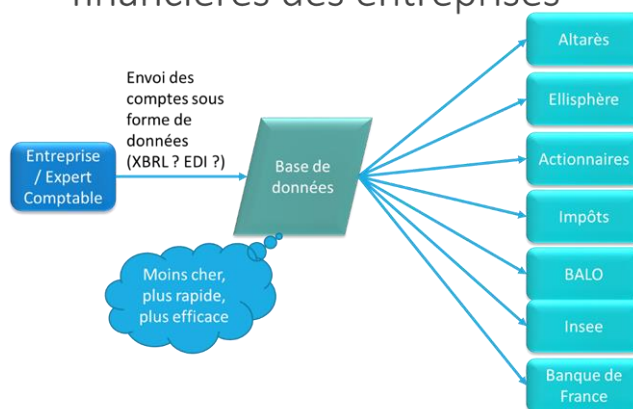 financières des entreprises
Envoi des
comptes sous
forme de
données
(XBRL ? EDI ?)
Entreprise
/ Expert
Comptable
Base de
données
Moins cher,
plus rapide,
plus efficace
Altarès
Ellisphère
Actionnaires
Impôts
BALO
Insee
Banque de
France